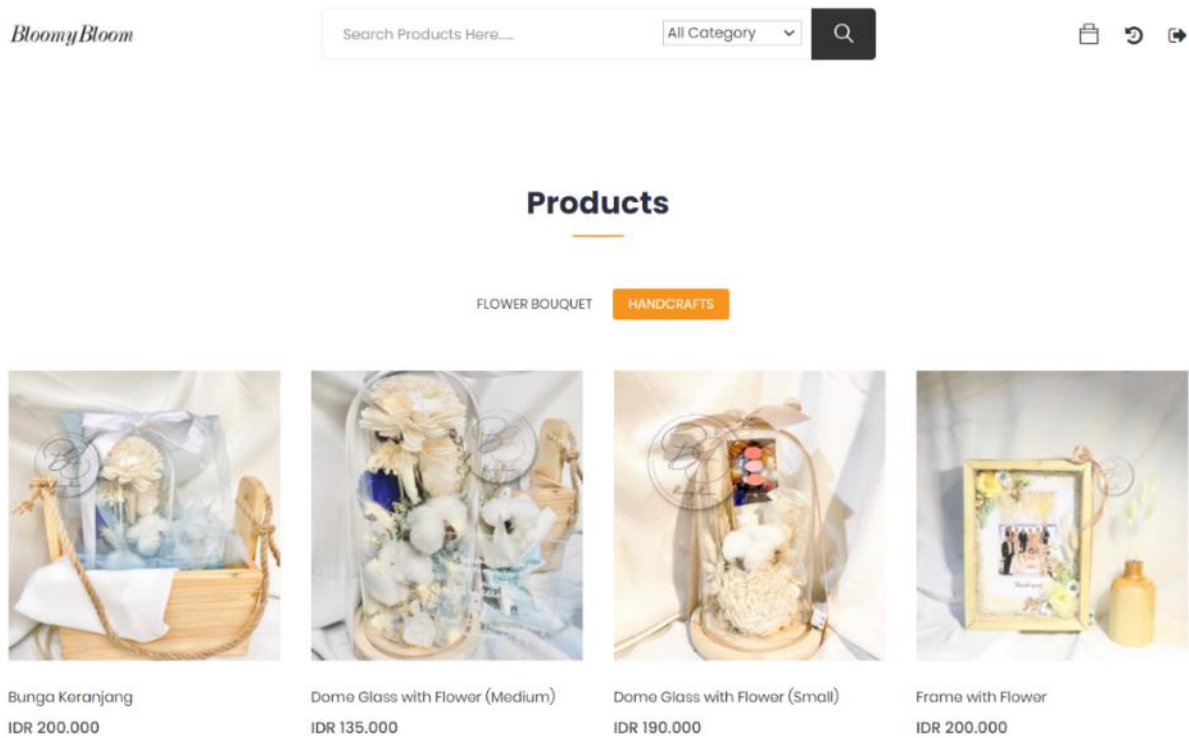 BloomyBloom
Search Products Here.....
All Category
Products
FLOWER BOUQUET
HANDCRAFTS
Bunga Keranjang
IDR 200.000
Dome Glass with Flower (Medium)
IDR 135.000
Dome Glass with Flower (Small)
IDR 190.000
Frame with Flower
IDR 200.000